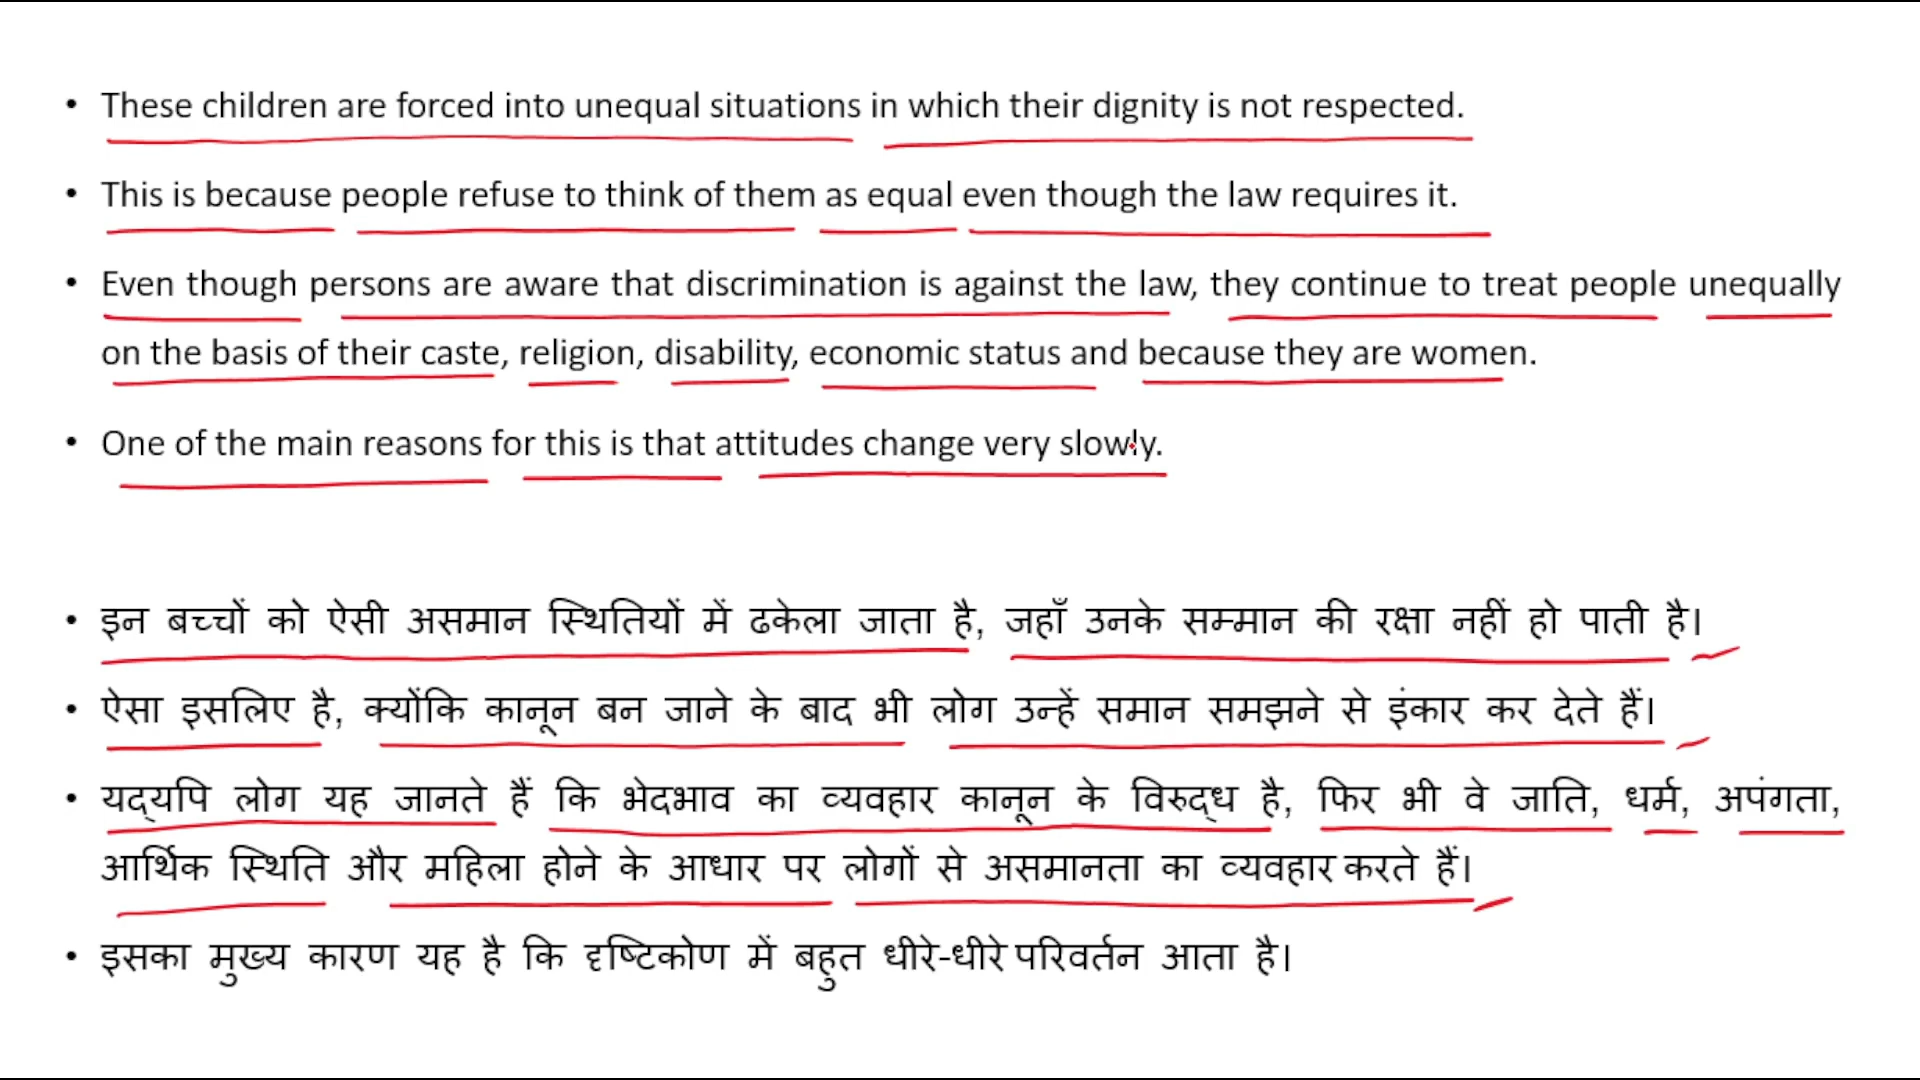 • These children are forced into unequal situations in which their dignity is not respected.
• This is because people refuse to think of them as equal even though the law requires it.
• Even though persons are aware that discrimination is against the law, they continue to treat people unequally
on the basis of their caste, religion, disability, economic status and because they are women.
• One of the main reasons for this is that attitudes change very slowly.
• इन बच्चों को ऐसी असमान स्थितियों में ढकेला जाता है, जहाँ उनके सम्मान की रक्षा नहीं हो पाती है।
• ऐसा इसलिए है, क्योंकि कानून बन जाने के बाद भी लोग उन्हें समान समझने से इंकार कर देते हैं।
• यद्यपि लोग यह जानते हैं कि भेदभाव का व्यवहार कानून के विरुद्ध है, फिर भी वे जाति, धर्म, अपंगता,
आर्थिक स्थिति और महिला होने के आधार पर लोगों से असमानता का व्यवहार करते हैं।
• इसका मुख्य कारण यह है कि दृष्टिकोण में बहुत धीरे-धीरे परिवर्तन आता है।